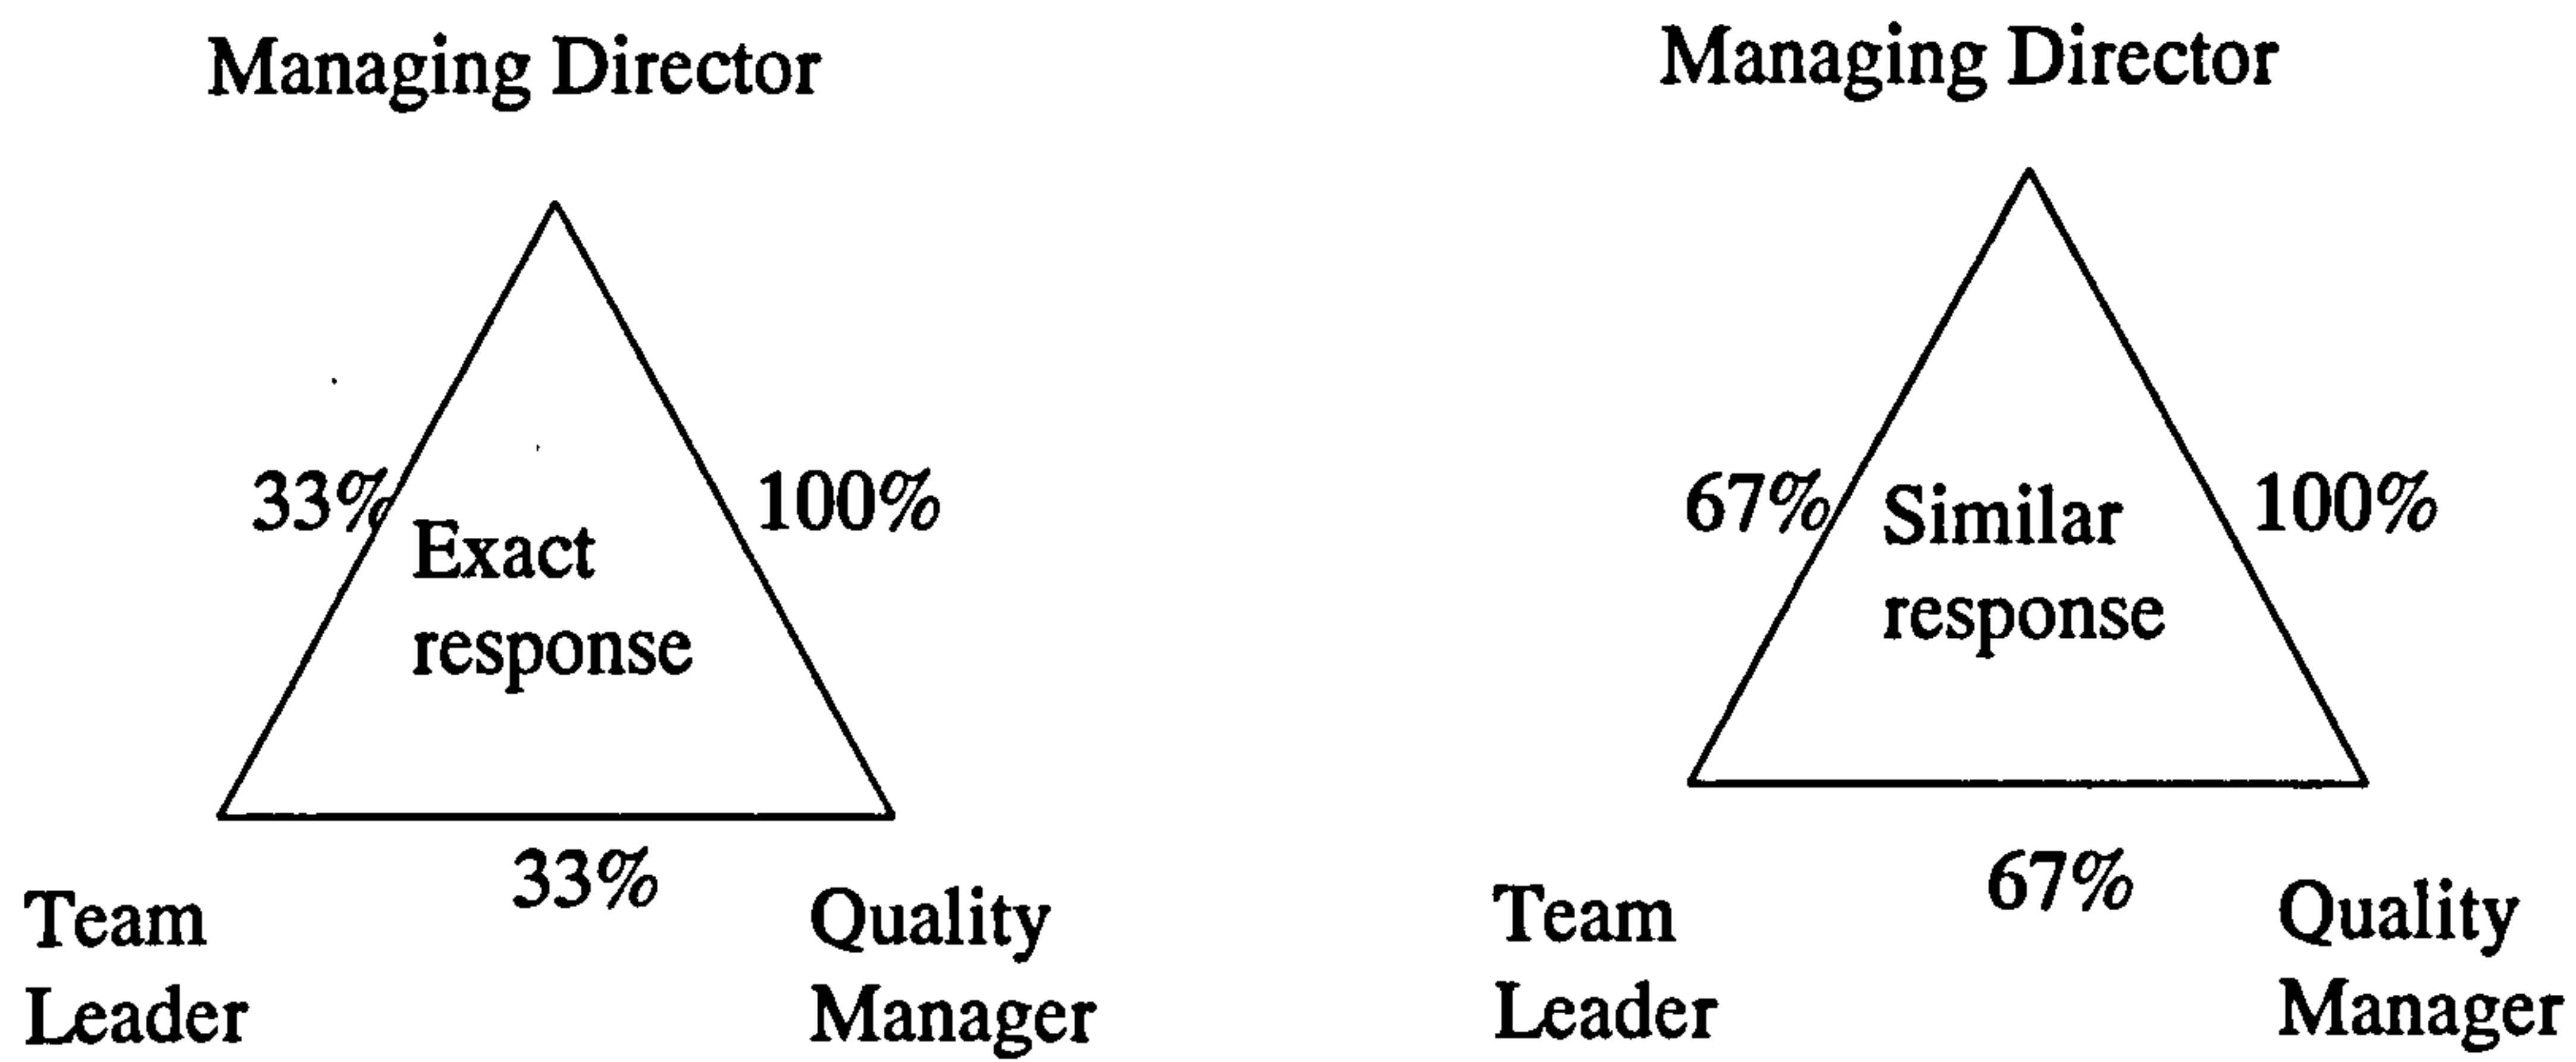 Managing Director
33%
100%
Exact
response
33%
Team
Leader
Quality
Manager
Managing Director
67%
100%
Similar
response
67%
Team
Leader
Quality
Manager